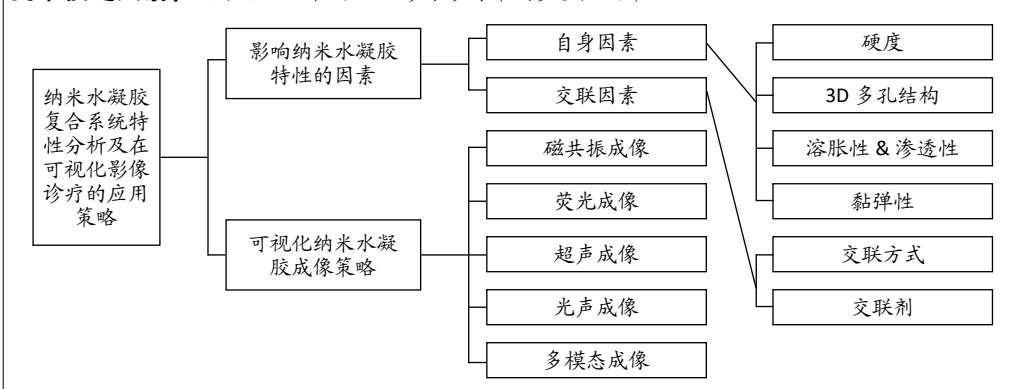 纳米水凝胶
复合系统特
性分析及在
可视化影像
诊疗的应用
策略
影响纳米水凝胶
特性的因素
可视化纳米水凝
胶成像策略
自身因素
交联因素
磁共振成像
荧光成像
超声成像
光声成像
多模态成像
硬度
3D 多孔结构
溶胀性 & 渗透性
黏弹性
交联方式
交联剂